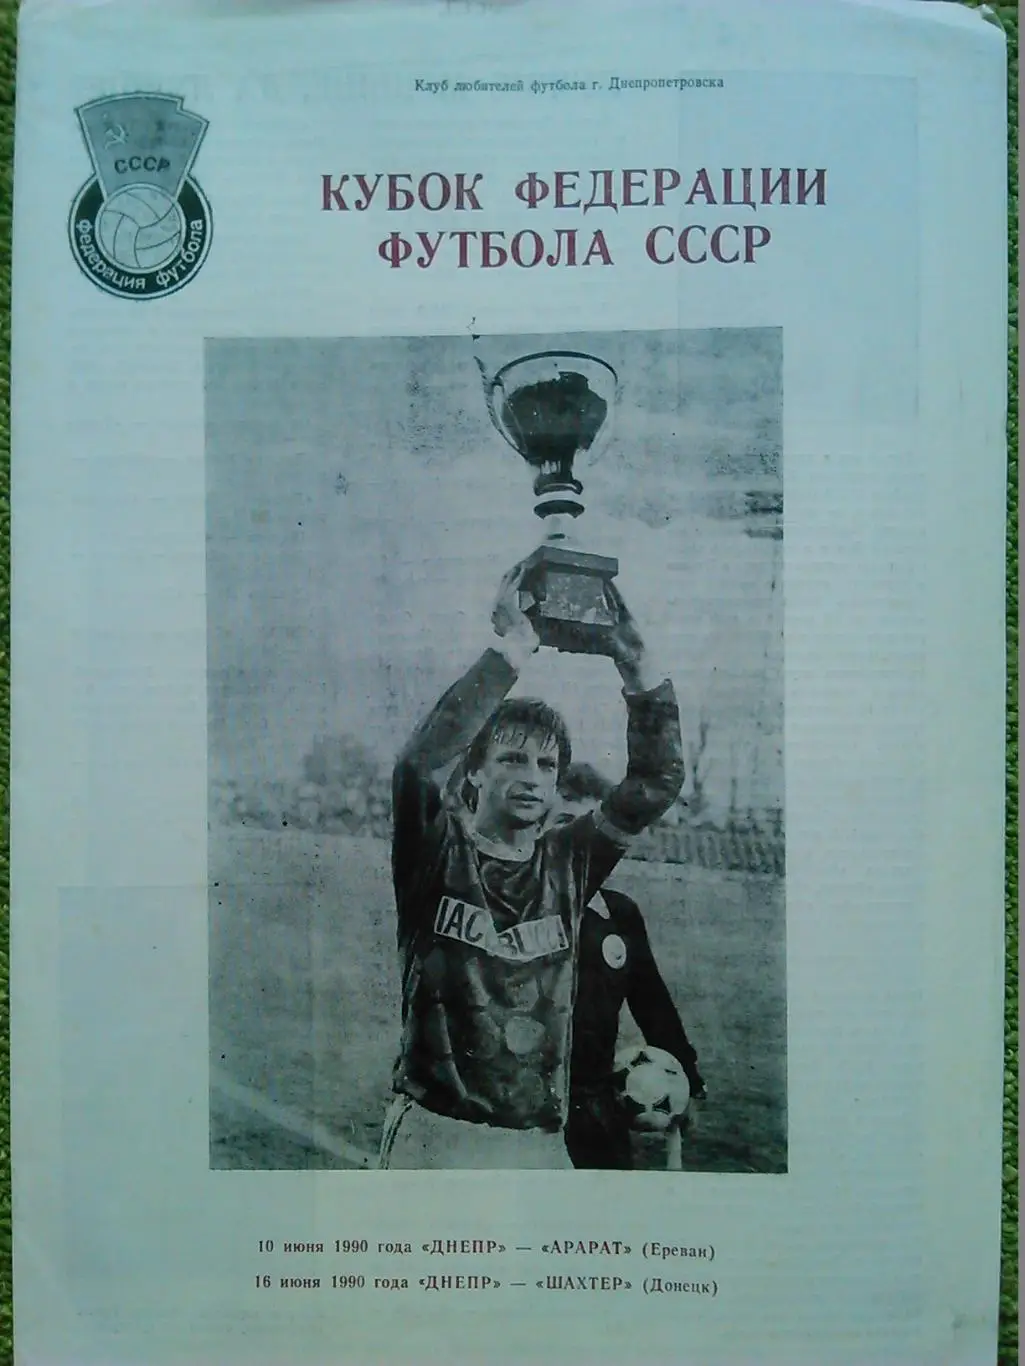 Клуб любителей футбола г. Днепропетровска
СССР
Федерация футбола
КУБОК ФЕДЕРАЦИИ
ФУТБОЛА СССР
10 июня 1990 года «ДНЕПР» — «АРАРАТ» (Ереван)
16 июня 1990 года «ДНЕПР» — «ШАХТЕР» (Донецк)